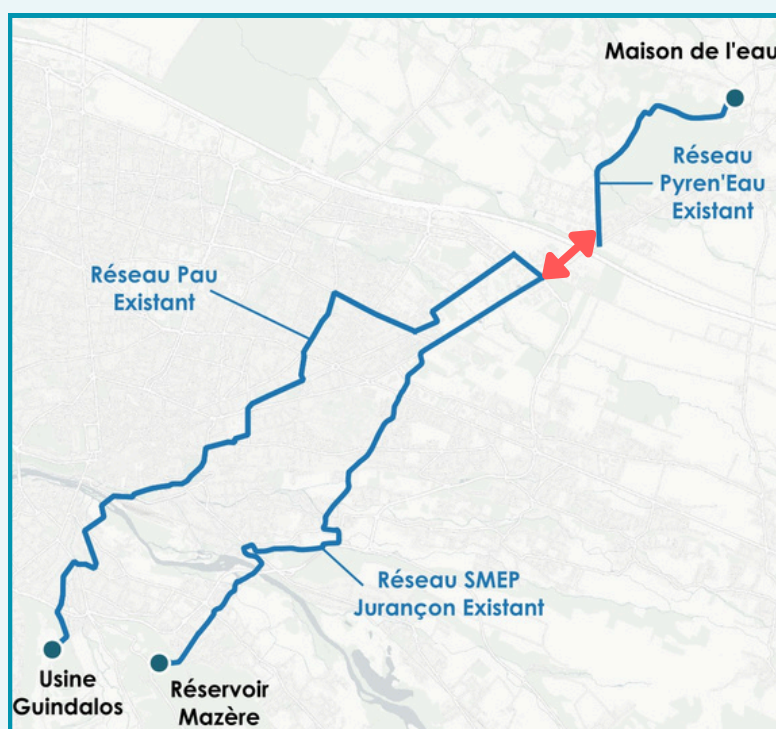 Maison de l'eau
Réseau
Pyren'Eau
Existant
Réseau Pau
Existant
Réseau SMEP
Jurançon Existant
Usine
Guindalos
Réservoir
Mazère